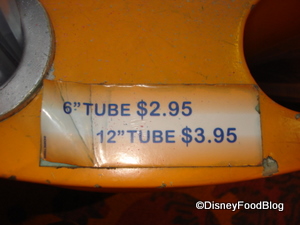 6" TUBE $2.95
12" TUBE $3.95
©DisneyFoodBlog